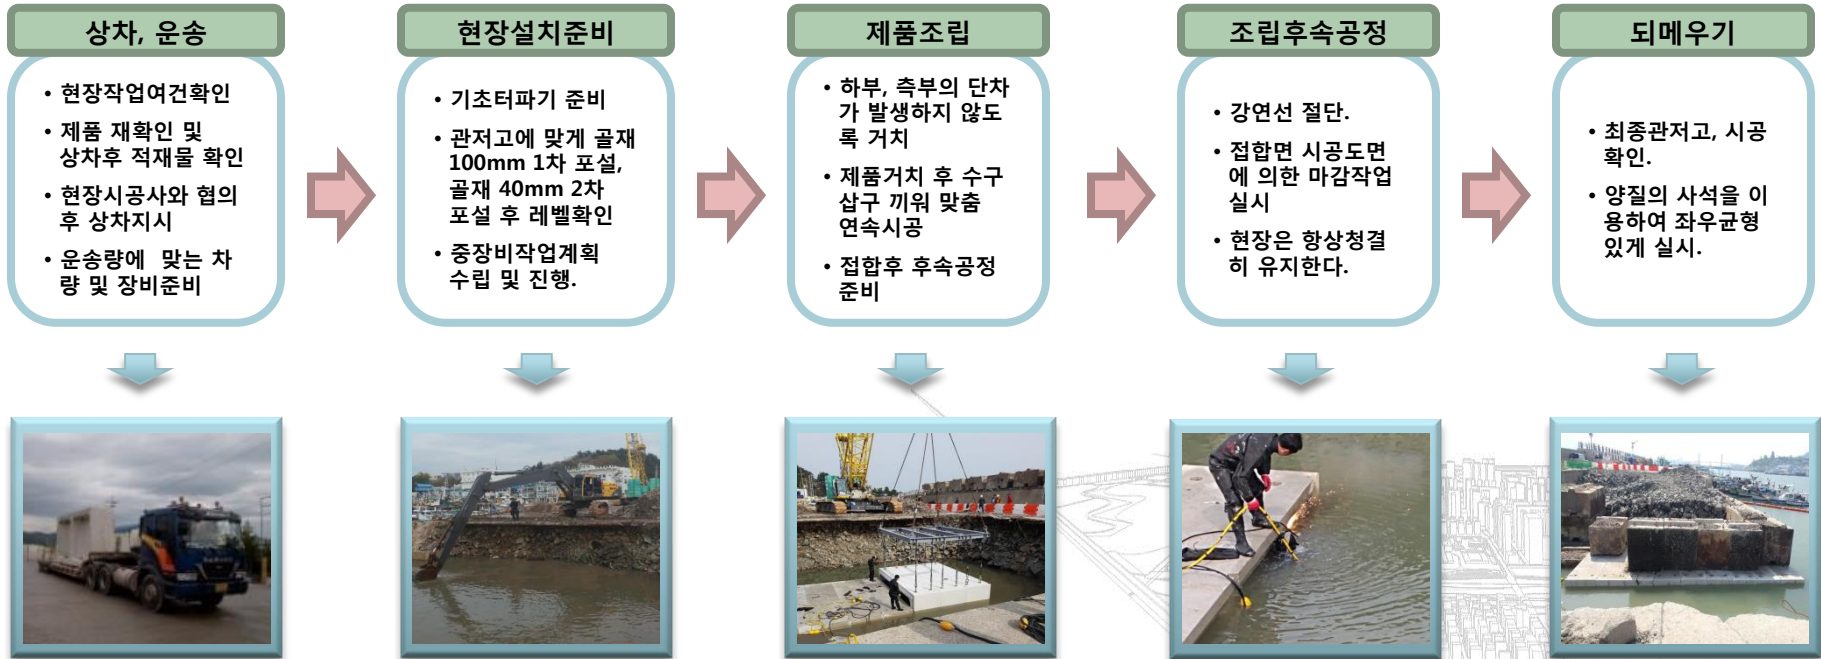 상차, 운송
• 현장작업여건확인
• 제품 재확인 및
상차후 적재물 확인
• 현장시공사와 협의
후 상차지시
• 운송량에 맞는 차
량 및 장비준비
현장설치준비
• 기초터파기 준비
• 관저고에 맞게 골재
100mm 1차 포설,
골재 40mm 2차
포설 후 레벨확인
• 중장비작업계획
수립 및 진행.
제품조립
• 하부, 측부의 단차
가 발생하지 않도
록 거치
• 제품거치 후 수구
삽구 끼워 맞춤
연속시공
• 접합후 후속공정
준비
조립후속공정
• 강연선 절단.
• 접합면 시공도면
에 의한 마감작업
실시
• 현장은 항상청결
히 유지한다.
되메우기
• 최종관저고, 시공
확인.
• 양질의 사석을 이
용하여 좌우균형
있게 실시.